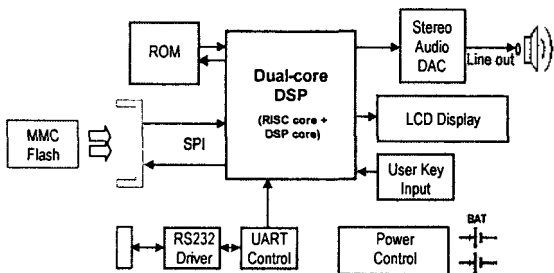 ROM
Dual-core
DSP
(RISC core +
DSP core)
Stereo
Audio
DAC
Line out
LCD Display
MMC
Flash
SPI
User Key
Input
RS232
Driver
UART
Control
Power
Control
BAT